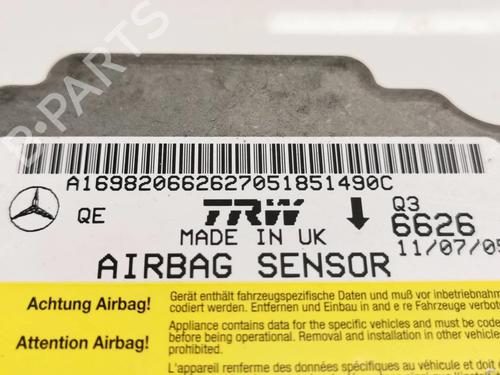 B-PARTS
A1698206626270518514​90C
QE
TRW
Q3
MADE IN UK
6626
11/07/05
AIRBAG SENSOR
Achtung Airbag!
Gerät enthält fahrzeugspezifische Daten und muß vor inbetriebnahm
codiert werden. Entfernen und Einbau in and e re Fahrzeuge verbote
Attention Airbag!
Appliance contains data for the specific vehicles and must be code
before being operational. Removal and installation in other vehicles
prohibited.
L'appareil renferme des données spécifiques au véhicule et doit ê